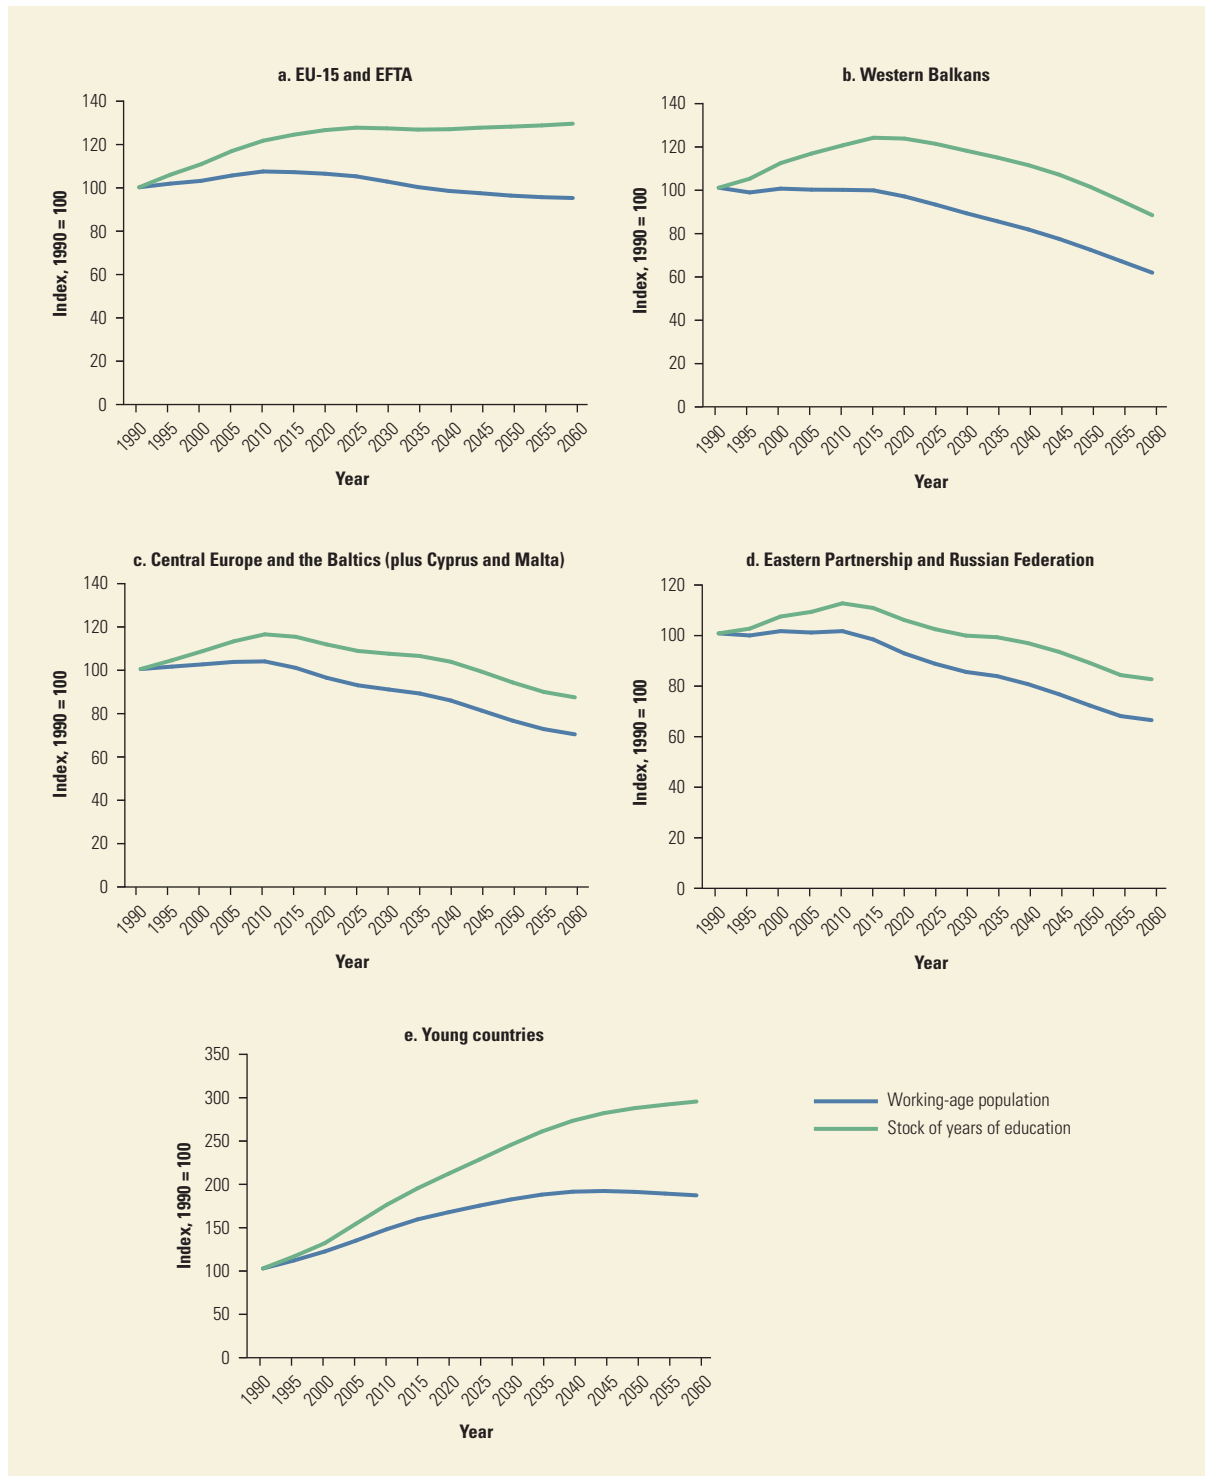 a. EU-15 and EFTA
140
120
100
80
60
40
20
0
Index, 1990 = 100
1990 1995 2000 2005 2010 2015 2020 2025 2030 2035 2040 2045 2050 2055 2060
Year
b. Western Balkans
140
120
100
80
60
40
20
0
Index, 1990 = 100
1990 1995 2000 2005 2010 2015 2020 2025 2030 2035 2040 2045 2050 2055 2060
Year
c. Central Europe and the Baltics (plus Cyprus and Malta)
140
120
100
80
60
40
20
0
Index, 1990 = 100
1990 1995 2000 2005 2010 2015 2020 2025 2030 2035 2040 2045 2050 2055 2060
Year
d. Eastern Partnership and Russian Federation
120
100
80
60
40
20
0
Index, 1990 = 100
1990 1995 2000 2005 2010 2015 2020 2025 2030 2035 2040 2045 2050 2055 2060
Year
e. Young countries
350
300
250
200
150
100
50
0
Index, 1990 = 100
1990 1995 2000 2005 2010 2015 2020 2025 2030 2035 2040 2045 2050 2055 2060
Year
Working-age population
Stock of years of education